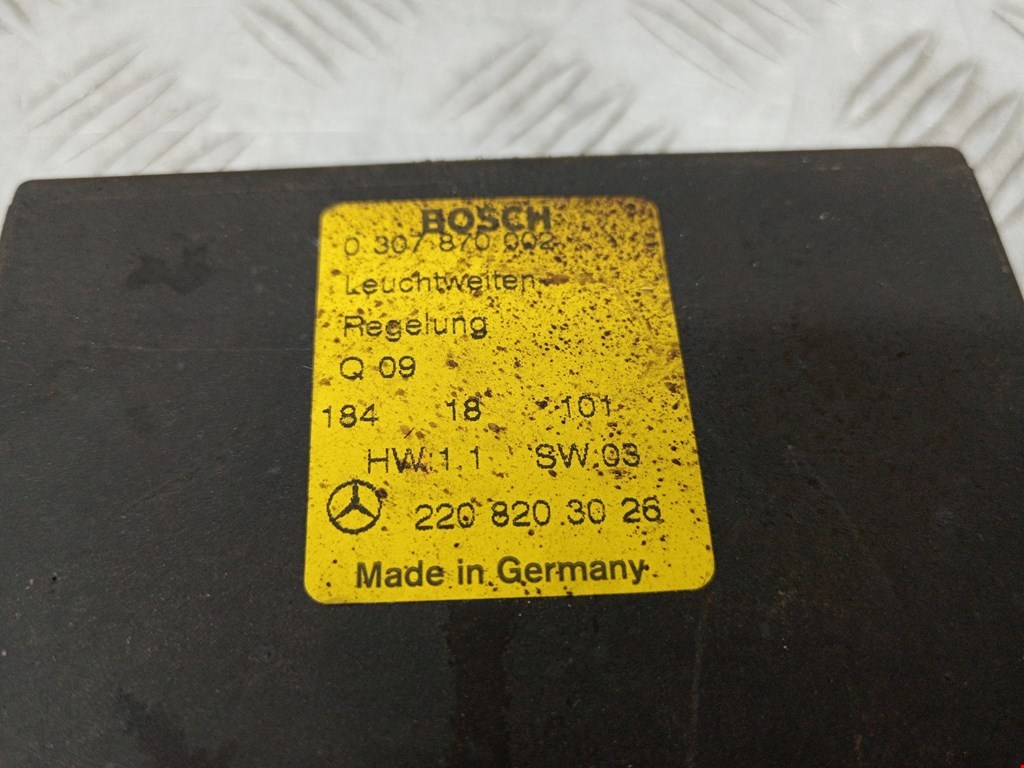 BOSCH
0 307 870 002
Leuchtweiten-
Regelung
Q 09
184 18 101
HW.1.1 SW.03
220 820 30 26
Made in Germany